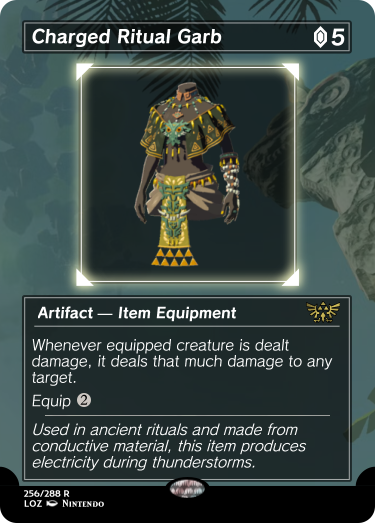 Charged Ritual Garb 5
Artifact — Item Equipment
Whenever equipped creature is dealt
damage, it deals that much damage to any
target.
Equip 2
Used in ancient rituals and made from
conductive material, this item produces
electricity during thunderstorms.
256/288 R
LOZ Nintendo